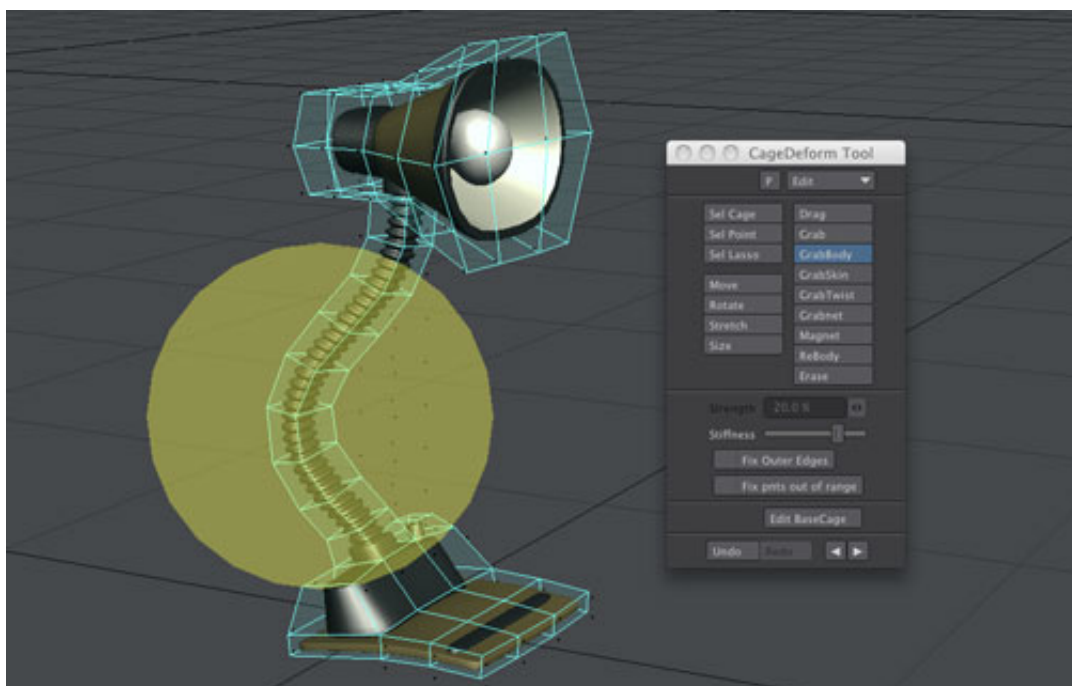 CageDeform Tool
P Edit
Sel Cage Drag
Sel Point Grab
Sel Lasso GrabBody
GrabSkin
Move GrabTwist
Rotate Grabnet
Stretch Magnet
Size ReBody
Erase
Strength 20.0 %
Stiffness
Fix Outer Edges
Fix pnts out of range
Edit BaseCage
Undo Redo